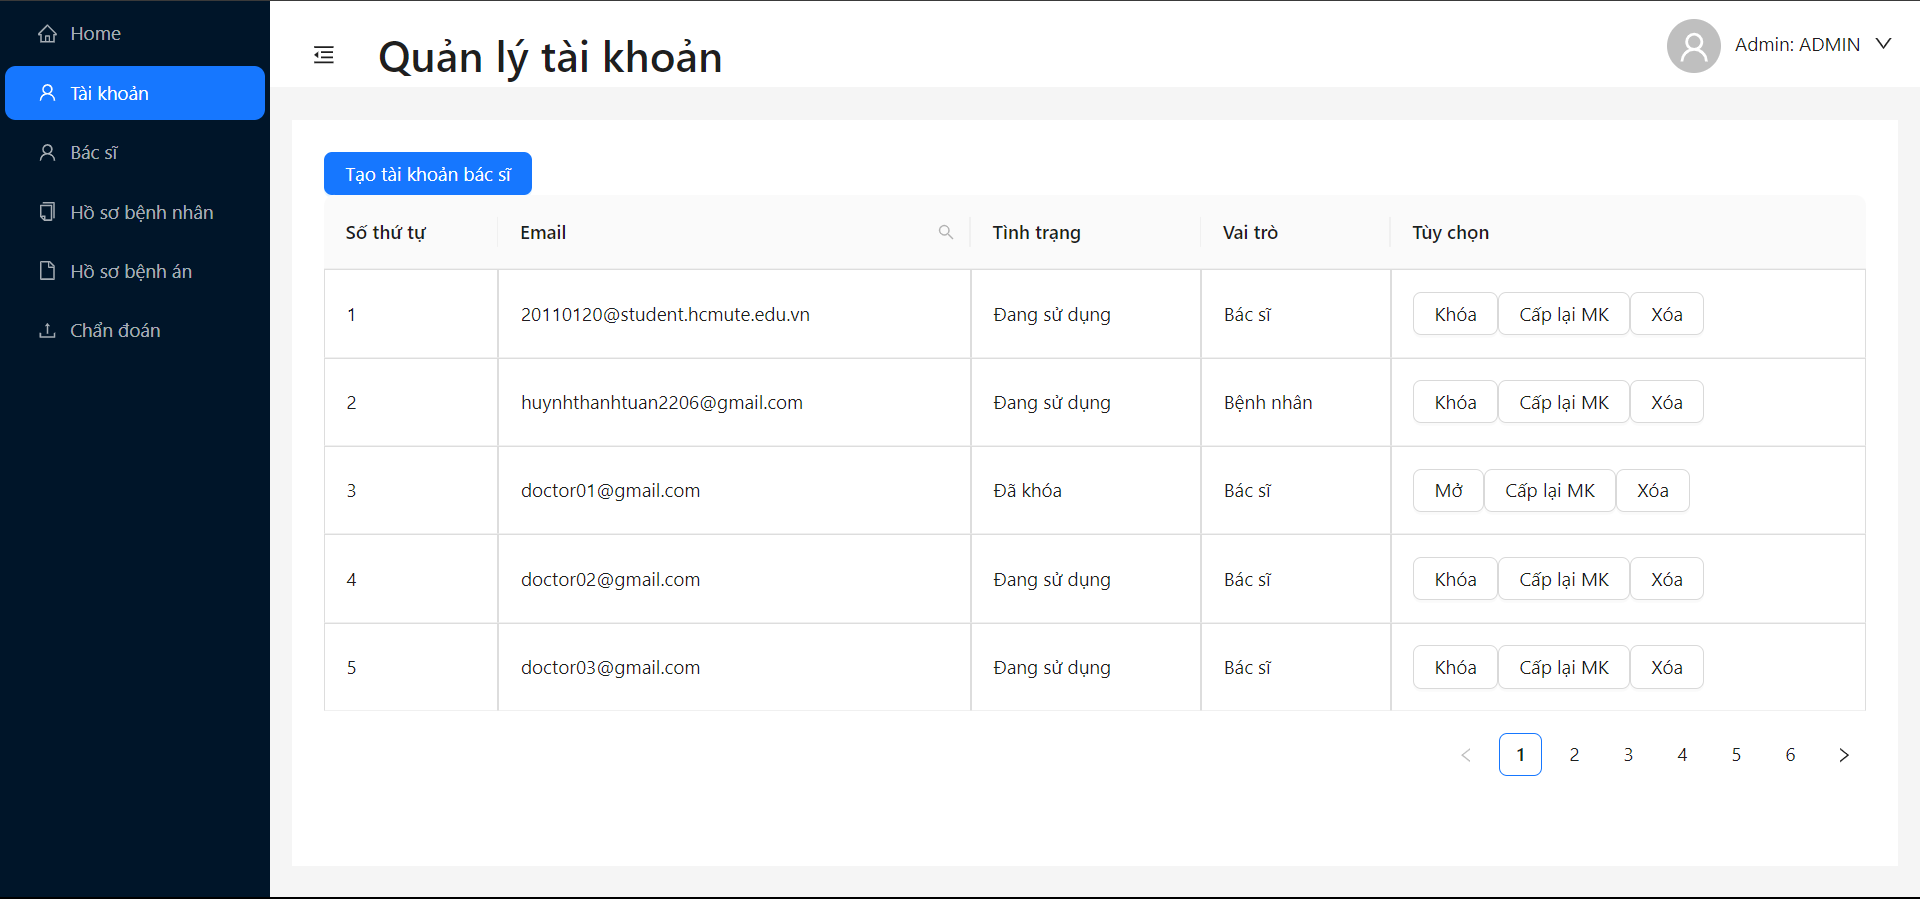 Home
Tài khoản
Bác sĩ
Hồ sơ bệnh nhân
Hồ sơ bệnh án
Chẩn đoán
Quản lý tài khoản
Admin: ADMIN
Tạo tài khoản bác sĩ
Số thứ tự Email Tình trạng Vai trò Tùy chọn
1 20110120@student.hcmute.edu.vn Đang sử dụng Bác sĩ Khóa Cấp lại MK Xóa
2 huynhthanhtuan2206@gmail.com Đang sử dụng Bệnh nhân Khóa Cấp lại MK Xóa
3 doctor01@gmail.com Đã khóa Bác sĩ Mở Cấp lại MK Xóa
4 doctor02@gmail.com Đang sử dụng Bác sĩ Khóa Cấp lại MK Xóa
5 doctor03@gmail.com Đang sử dụng Bác sĩ Khóa Cấp lại MK Xóa
1 2 3 4 5 6